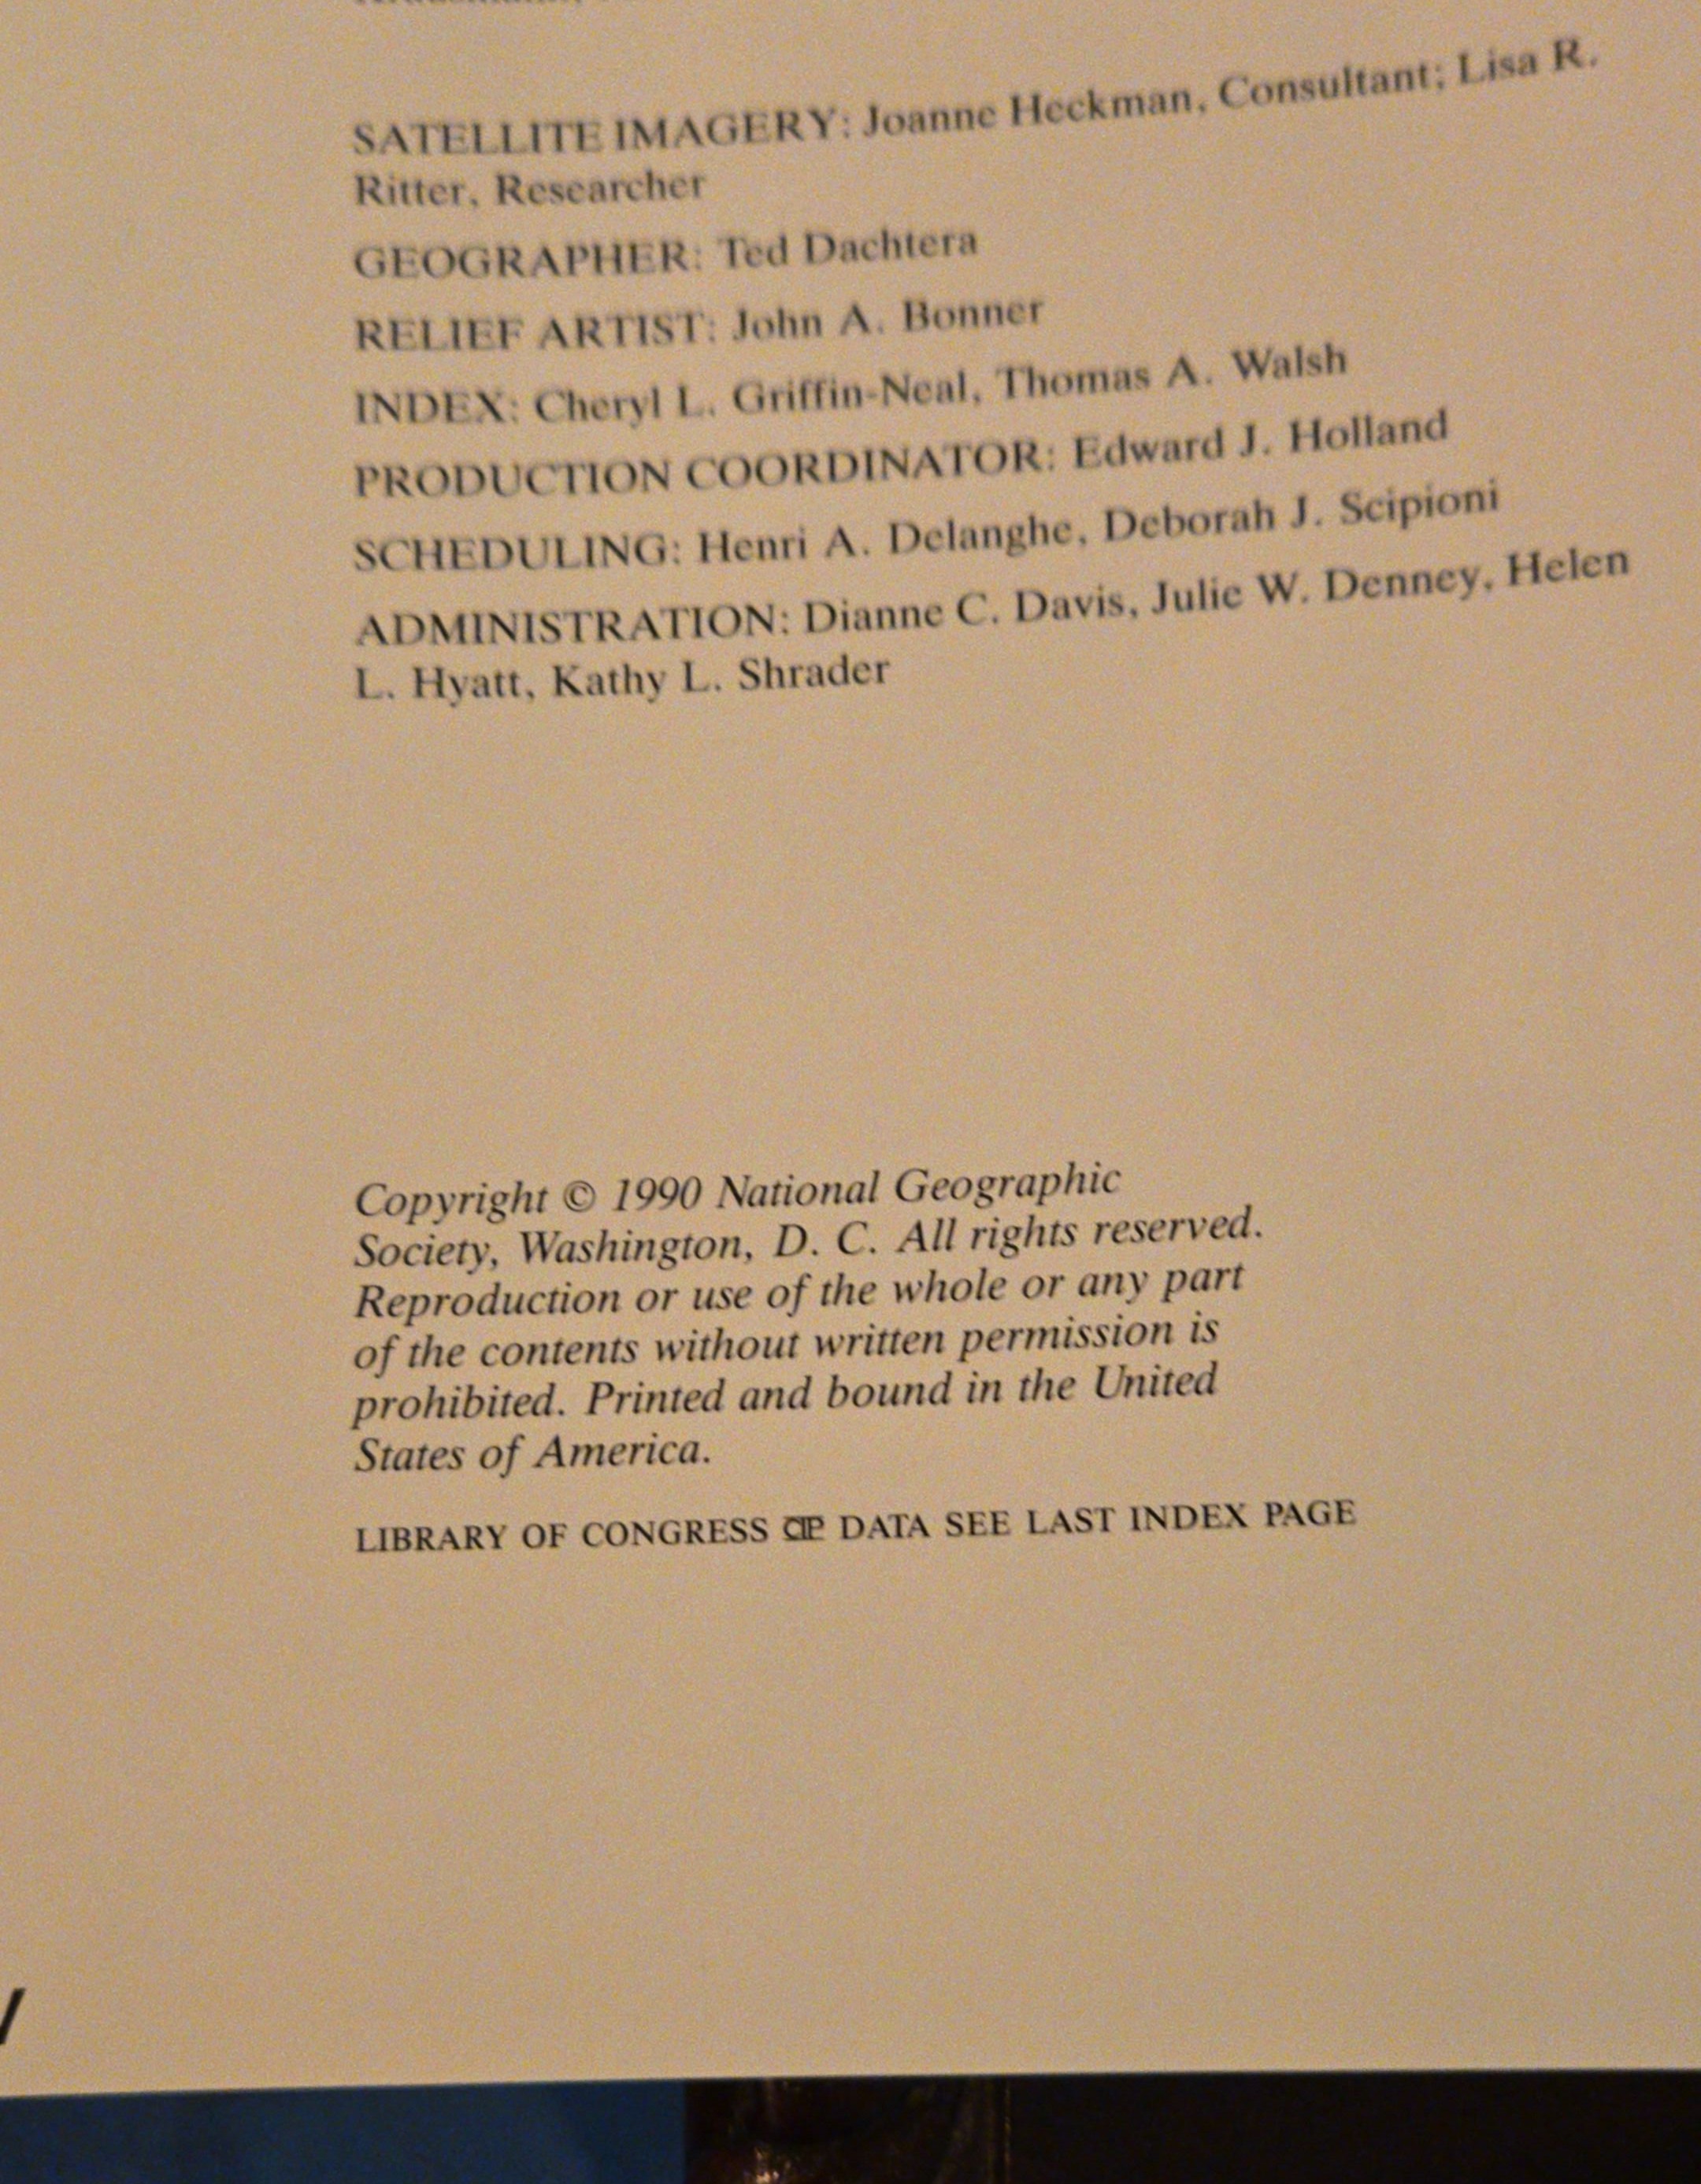 SATELLITE IMAGERY: Joanne Heckman, Consultant; Lisa R.
Ritter, Researcher
GEOGRAPHER: Ted Dachtera
RELIEF ARTIST: John A. Bonner
INDEX: Cheryl L. Griffin-Neal, Thomas A. Walsh
PRODUCTION COORDINATOR: Edward J. Holland
SCHEDULING: Henri A. Delanghe, Deborah J. Scipioni
ADMINISTRATION: Dianne C. Davis, Julie W. Denney, Helen
L. Hyatt, Kathy L. Shrader
Copyright © 1990 National Geographic
Society, Washington, D. C. All rights reserved.
Reproduction or use of the whole or any part
of the contents without written permission is
prohibited. Printed and bound in the United
States of America.
LIBRARY OF CONGRESS CIP DATA SEE LAST INDEX PAGE